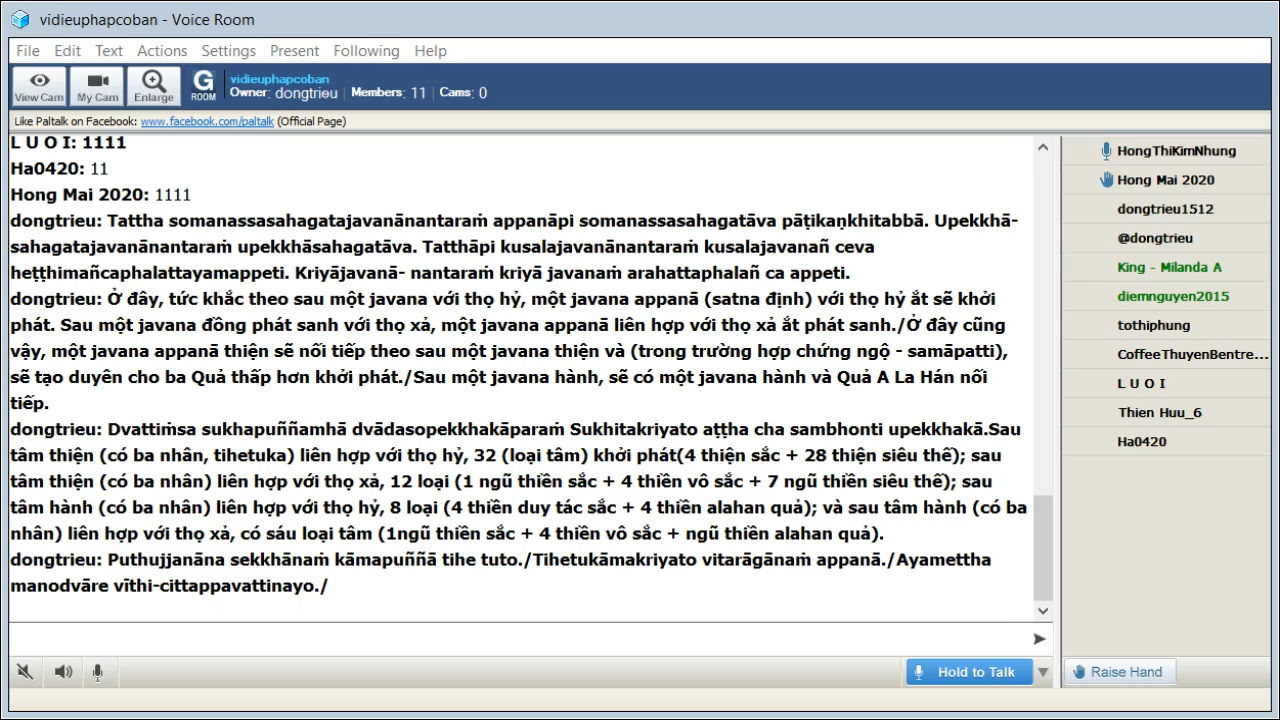 vidieuphapcoban - Voice Room
File Edit Text Actions Settings Present Following Help
View Cam My Cam Enlarge G ROOM vidieuphapcoban
Owner: dongtrieu | Members: 11 | Cams: 0
Like Paltalk on Facebook: www.facebook.com/paltalk (Official Page)
L U O I: 1111
Ha0420: 11
Hong Mai 2020: 1111
dongtrieu: Tattha somanassasahagatajavanānantaraṁ appanāpi somanassasahagatāva pāṭikaṇkhitabbā. Upekkhā-
sahagatajavanānantaraṁ upekkhāsahagatāva. Tatthāpi kusalajavanānantaraṁ kusalajavanañ ceva
heṭṭhimañcaphalattayamappeti. Kriyājavanā- nantaraṁ kriyā javanaṁ arahattaphalañ ca appeti.
dongtrieu: Ở đây, tức khắc theo sau một javana với thọ hỷ, một javana appanā (satna định) với thọ hỷ ắt sẽ khởi
phát. Sau một javana đồng phát sanh với thọ xả, một javana appanā liên hợp với thọ xả ắt phát sanh./Ở đây cũng
vậy, một javana appanā thiện sẽ nối tiếp theo sau một javana thiện và (trong trường hợp chứng ngộ - samāpatti),
sẽ tạo duyên cho ba Quả thấp hơn khởi phát./Sau một javana hành, sẽ có một javana hành và Quả A La Hán nối
tiếp.
dongtrieu: Dvattiṁsa sukhapuññamhā dvādasopekkhakāparaṁ Sukhitakriyato aṭṭha cha sambhonti upekkhakā.Sau
tâm thiện (có ba nhân, tihetuka) liên hợp với thọ hỷ, 32 (loại tâm) khởi phát(4 thiện sắc + 28 thiện siêu thế); sau
tâm thiện (có ba nhân) liên hợp với thọ xả, 12 loại (1 ngũ thiền sắc + 4 thiền vô sắc + 7 ngũ thiền siêu thế); sau
tâm hành (có ba nhân) liên hợp với thọ hỷ, 8 loại (4 thiền duy tác sắc + 4 thiền alahan quả); và sau tâm hành (có ba
nhân) liên hợp với thọ xả, có sáu loại tâm (1ngũ thiền sắc + 4 thiền vô sắc + ngũ thiền alahan quả).
dongtrieu: Puthujjanāna sekkhānaṁ kāmapuññā tihe tuto./Tihetukāmakriyato vitarāgānaṁ appanā./Ayamettha
manodvāre vīthi-cittappavattinayo./
HongThiKimNhung
Hong Mai 2020
dongtrieu1512
@dongtrieu
King - Milanda A
diemnguyen2015
tothiphung
CoffeeThuyenBentre...
L U O I
Thien Huu_6
Ha0420
Hold to Talk
Raise Hand